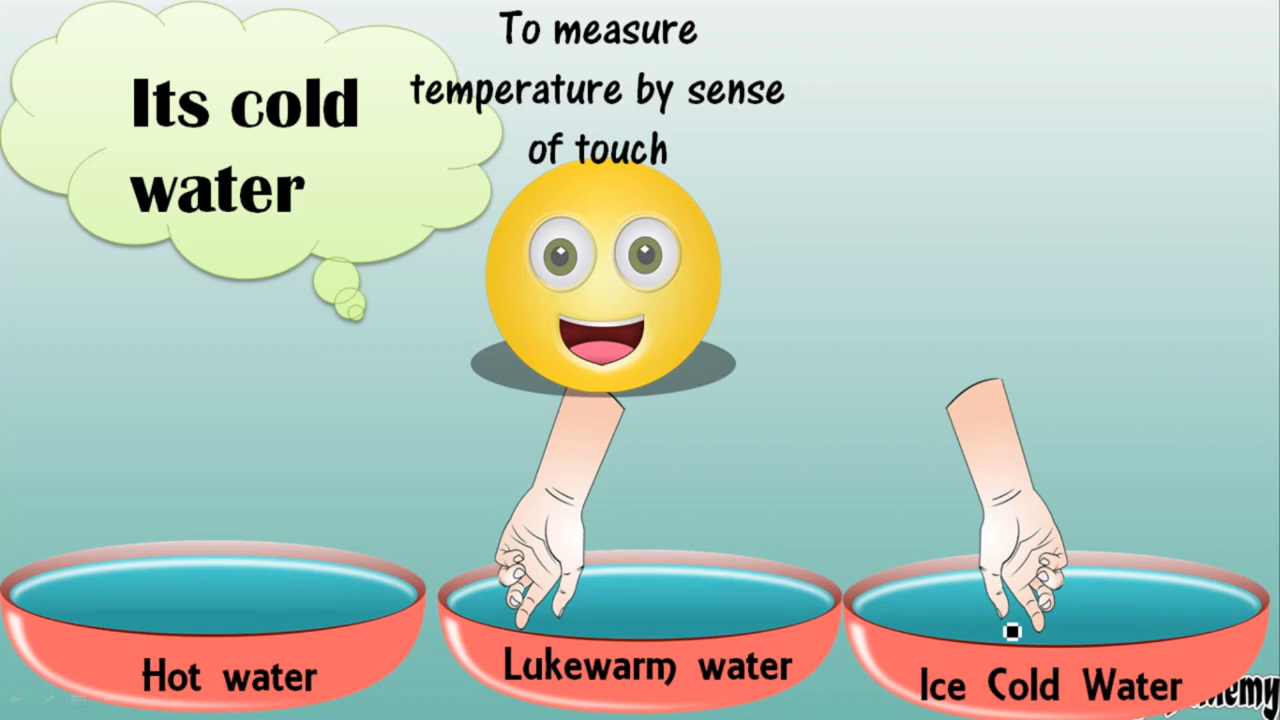 To measure
temperature by sense
of touch
Its cold
water
Hot water
Lukewarm water
Ice Cold Water